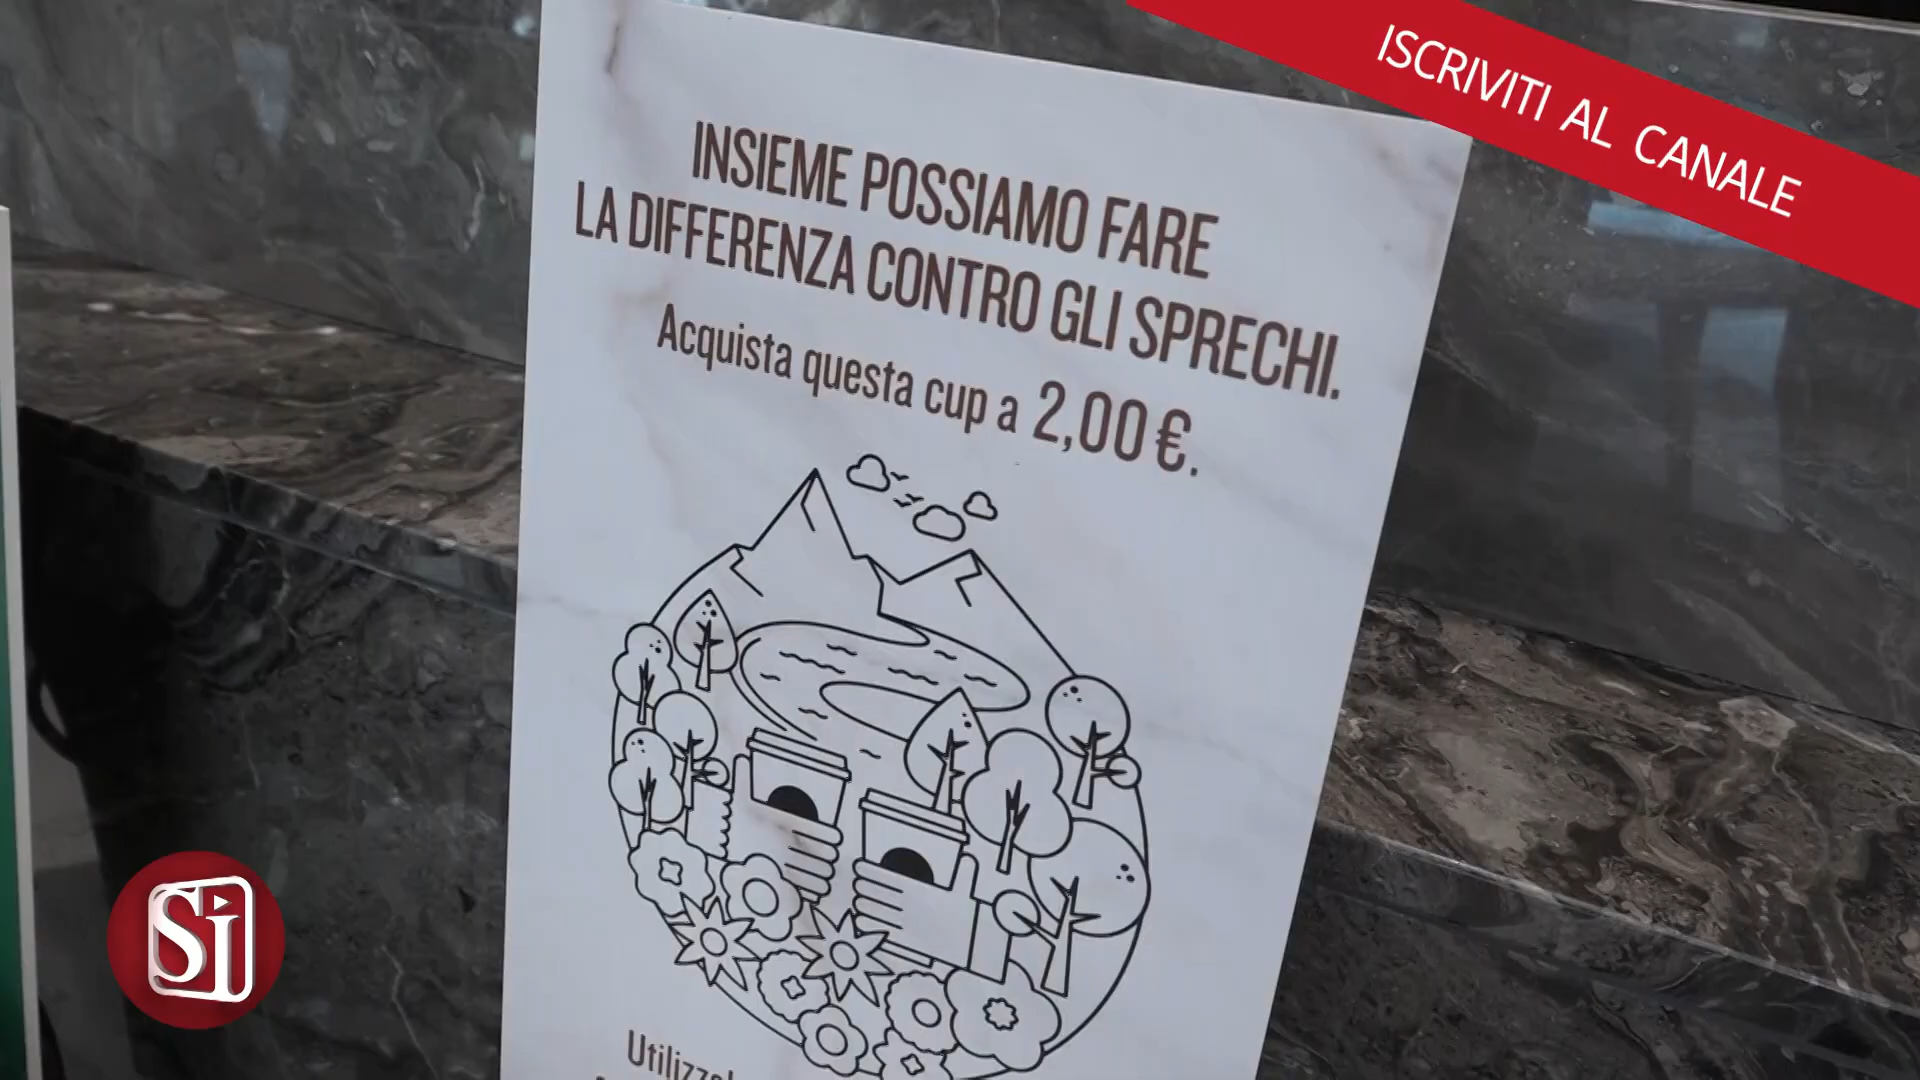 ISCRIVITI AL CANALE
INSIEME POSSIAMO FARE
LA DIFFERENZA CONTRO GLI SPRECHI.
Acquista questa cup a 2,00 €.
Si